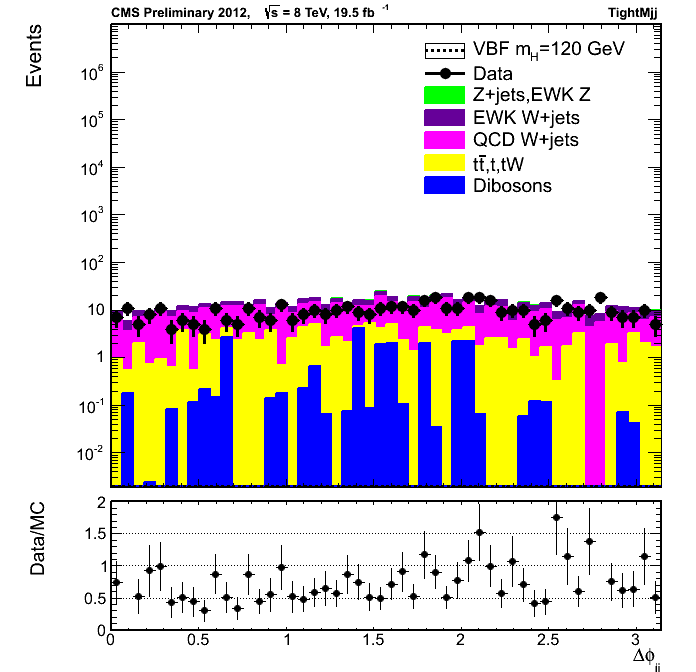 CMS Preliminary 2012, √s = 8 TeV, 19.5 fb⁻¹ TightMjj
Events
VBF m_H=120 GeV
Data
Z+jets,EWK Z
EWK W+jets
QCD W+jets
tt̅,t,tW
Dibosons
10⁶
10⁵
10⁴
10³
10²
10
1
10⁻¹
10⁻²
Data/MC
2
1.5
1
0.5
0
0 0.5 1 1.5 2 2.5 3
Δϕ_jj